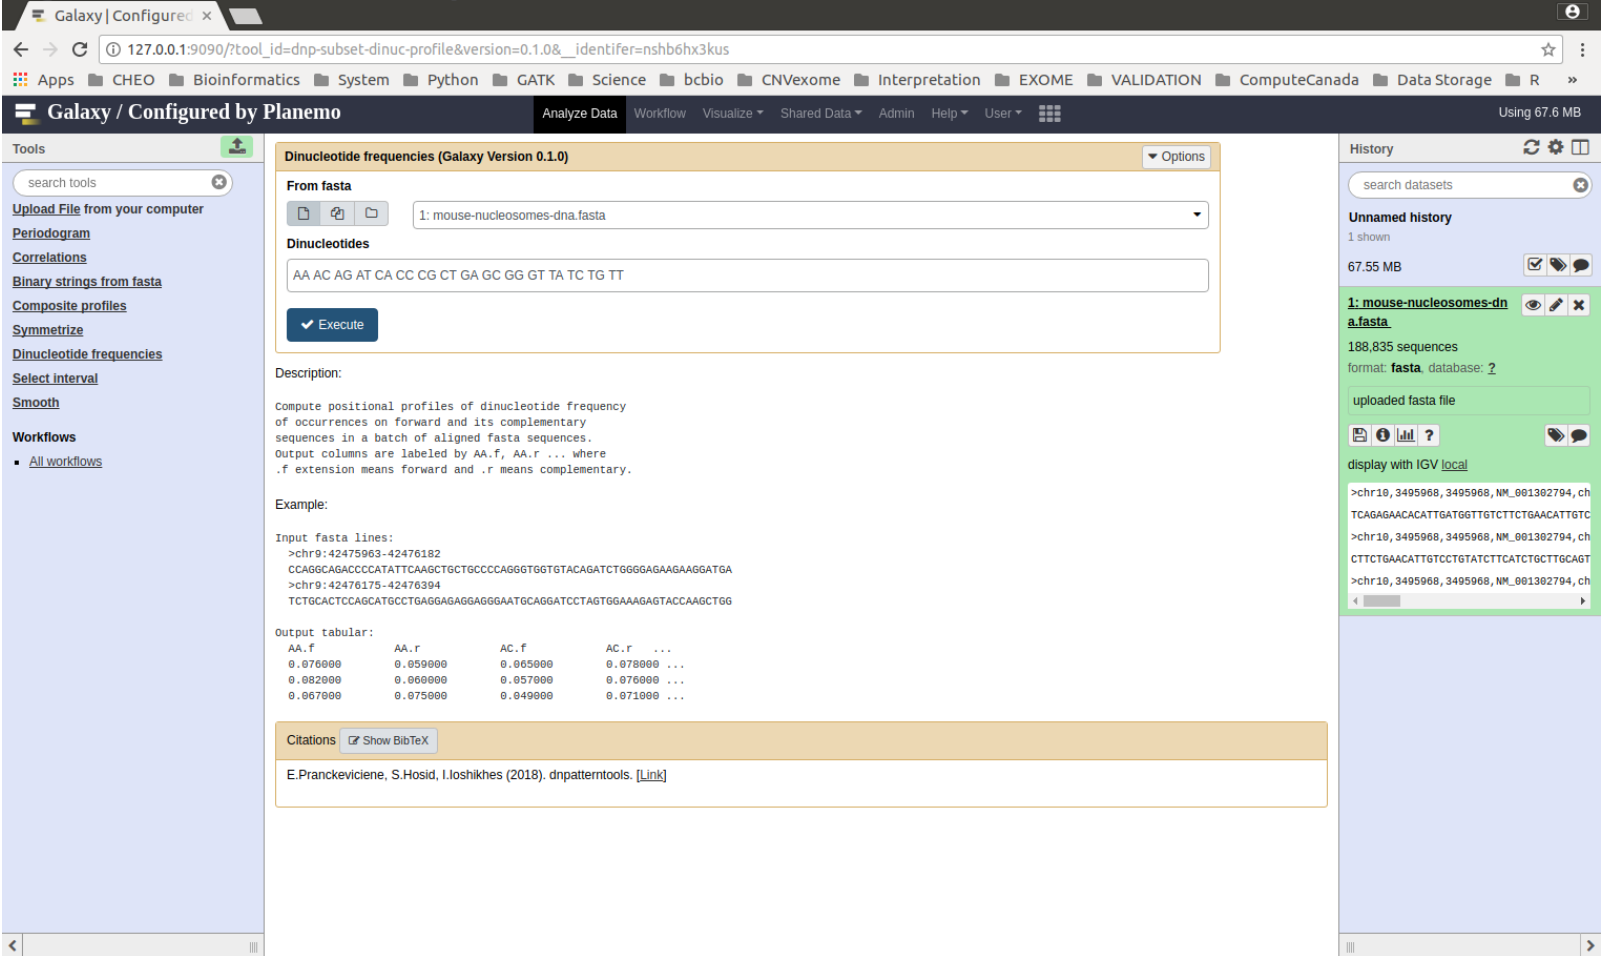 Galaxy | Configured
127.0.0.1:9090/?tool_id=dnp-subset-dinuc-profile&version=0.1.0&__identifer=nshb6hx3kus
Apps CHEO Bioinformatics System Python GATK Science bcbio CNVexome Interpretation EXOME VALIDATION ComputeCanada Data Storage R »
Galaxy / Configured by Planemo
Analyze Data Workflow Visualize Shared Data Admin Help User
Using 67.6 MB
Tools
search tools
Upload File from your computer
Periodogram
Correlations
Binary strings from fasta
Composite profiles
Symmetrize
Dinucleotide frequencies
Select interval
Smooth
Workflows
All workflows
Dinucleotide frequencies (Galaxy Version 0.1.0)
Options
From fasta
1: mouse-nucleosomes-dna.fasta
Dinucleotides
AA AC AG AT CA CC CG CT GA GC GG GT TA TC TG TT
Execute
Description:
Compute positional profiles of dinucleotide frequency
of occurrences on forward and its complementary
sequences in a batch of aligned fasta sequences.
Output columns are labeled by AA.f, AA.r ... where
.f extension means forward and .r means complementary.
Example:
Input fasta lines:
>chr9:42475963-42476182
CCAGGCAGACCCCATATTCAAGCTGCTGCCCCAGGGTGGTGTACAGATCTGGGGAGAAGAAGGATGA
>chr9:42476175-42476394
TCTGCACTCCAGCATGCCTGAGGAGAGGAGGGAATGCAGGATCCTAGTGGAAAGAGTACCAAGCTGG
Output tabular:
AA.f AA.r AC.f AC.r ...
0.076000 0.059000 0.065000 0.078000 ...
0.082000 0.060000 0.057000 0.076000 ...
0.067000 0.075000 0.049000 0.071000 ...
Citations Show BibTeX
E.Pranckeviciene, S.Hosid, I.Ioshikhes (2018). dnpatterntools. [Link]
History
search datasets
Unnamed history
1 shown
67.55 MB
1: mouse-nucleosomes-dn
a.fasta
188,835 sequences
format: fasta, database: ?
uploaded fasta file
?
display with IGV local
>chr10,3495968,3495968,NM_001302794,ch
TCAGAGAACACATTGATGGTTGTCTTCTGAACATTGTC
>chr10,3495968,3495968,NM_001302794,ch
CTTCTGAACATTGTCCTGTATCTTCATCTGCTTGCAGT
>chr10,3495968,3495968,NM_001302794,ch